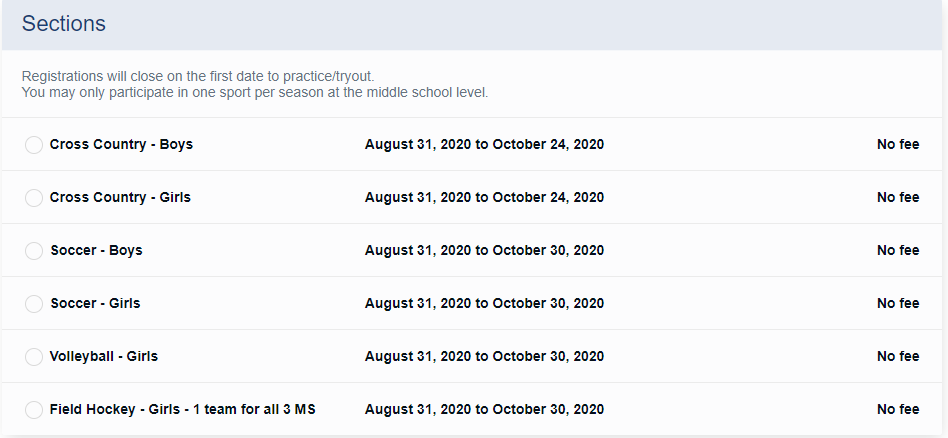 Sections
Registrations will close on the first date to practice/tryout.
You may only participate in one sport per season at the middle school level.
Cross Country - Boys August 31, 2020 to October 24, 2020 No fee
Cross Country - Girls August 31, 2020 to October 24, 2020 No fee
Soccer - Boys August 31, 2020 to October 30, 2020 No fee
Soccer - Girls August 31, 2020 to October 30, 2020 No fee
Volleyball - Girls August 31, 2020 to October 30, 2020 No fee
Field Hockey - Girls - 1 team for all 3 MS August 31, 2020 to October 30, 2020 No fee